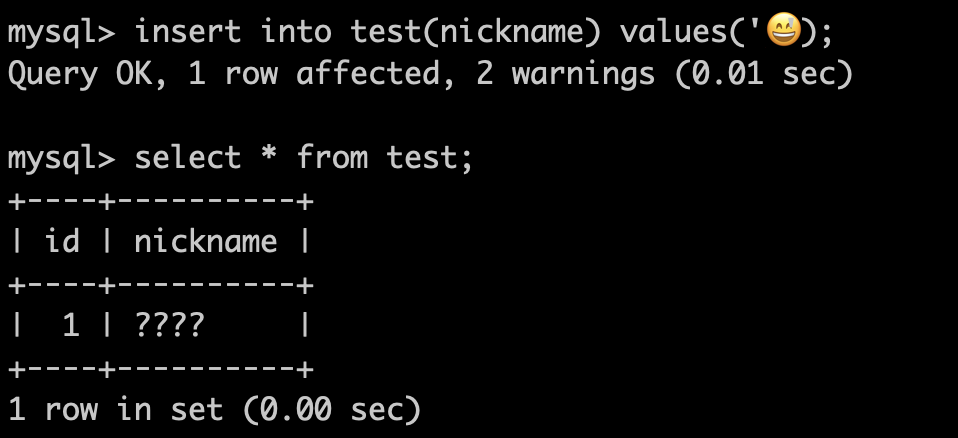 mysql> insert into test(nickname) values('😅);
Query OK, 1 row affected, 2 warnings (0.01 sec)
mysql> select * from test;
+----+----------+
| id | nickname |
+----+----------+
|  1 | ????     |
+----+----------+
1 row in set (0.00 sec)